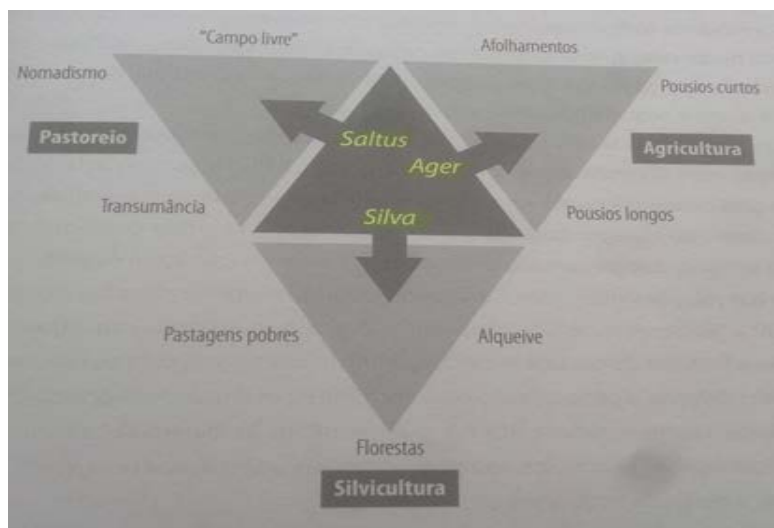 "Campo livre"
Afolhamentos
Nomadismo
Pousios curtos
Pastoreio
Saltus
Agricultura
Ager
Transumância
Silva
Pousios longos
Pastagens pobres
Alqueive
Florestas
Silvicultura